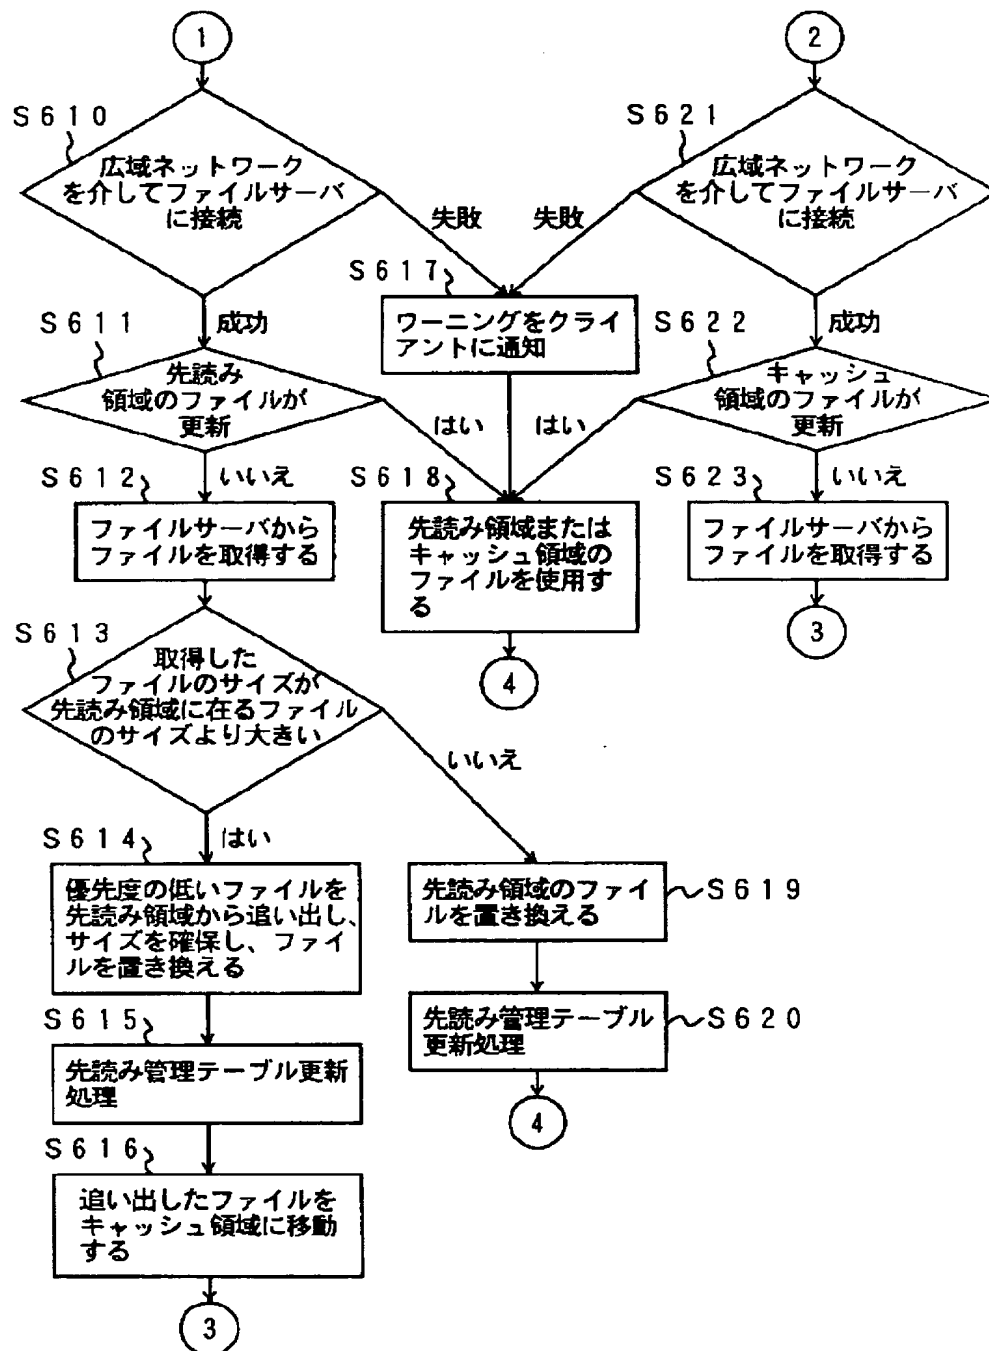 1
2
S610
広域ネットワーク
を介してファイルサーバ
に接続
S621
広域ネットワーク
を介してファイルサーバ
に接続
失敗
失敗
S617
ワーニングをクライ
アントに通知
S611
成功
先読み
領域のファイルが
更新
S622
成功
キャッシュ
領域のファイルが
更新
はい
はい
S612
いいえ
ファイルサーバから
ファイルを取得する
S618
先読み領域または
キャッシュ領域の
ファイルを使用す
る
4
S623
いいえ
ファイルサーバから
ファイルを取得する
3
S613
取得した
ファイルのサイズが
先読み領域に在るファイル
のサイズより大きい
いいえ
S614
はい
優先度の低いファイルを
先読み領域から追い出し、
サイズを確保し、ファイ
ルを置き換える
先読み領域のファイ
ルを置き換える
S619
S615
先読み管理テーブル更新
処理
先読み管理テーブル
更新処理
S620
4
S616
追い出したファイルを
キャッシュ領域に移動
する
3